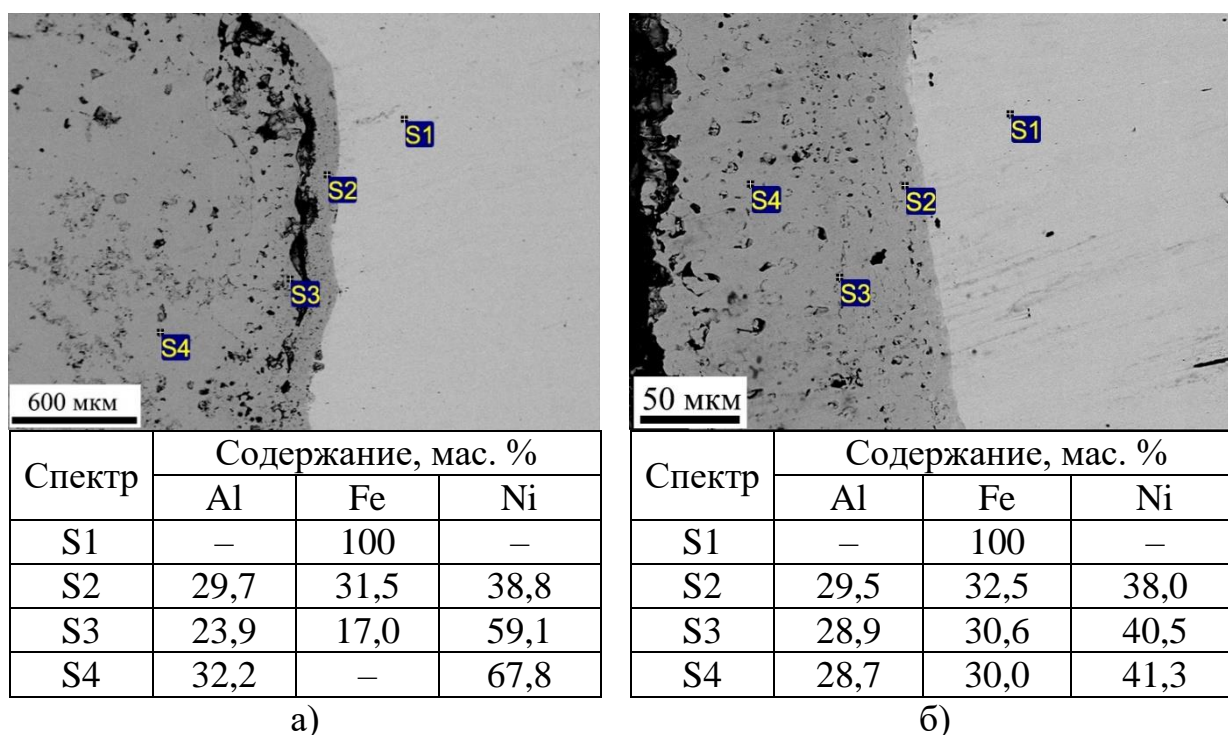 S1
S2
S3
S4
600 мкм
S1
S2
S4
S3
50 мкм
Спектр Содержание, мас. %
Al Fe Ni
S1 – 100 –
S2 29,7 31,5 38,8
S3 23,9 17,0 59,1
S4 32,2 – 67,8
а)
Спектр Содержание, мас. %
Al Fe Ni
S1 – 100 –
S2 29,5 32,5 38,0
S3 28,9 30,6 40,5
S4 28,7 30,0 41,3
б)